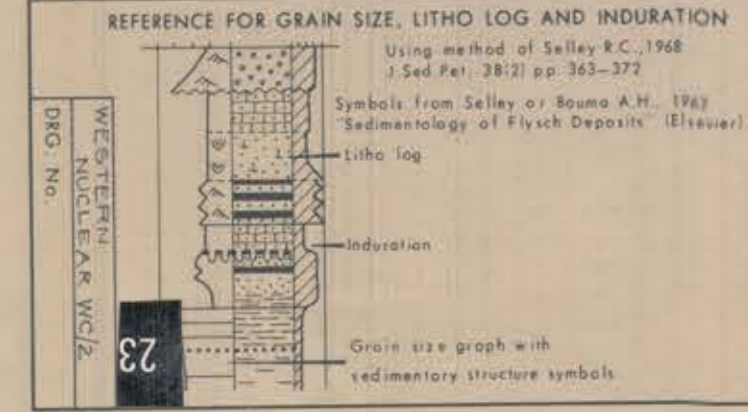 REFERENCE FOR GRAIN SIZE, LITHO LOG AND INDURATION
Using method of Selley R.C., 1968
J. Sed Pet. 38(2) pp. 363–372
Symbols from Selley or Bouma A.H.,
"Sedimentology of Flysch Deposits" (Elsevier)
Litho log
Induration
Grain size graph with
sedimentary structure symbols
WESTERN
NUCLEAR WC/2
DRG. No.
23